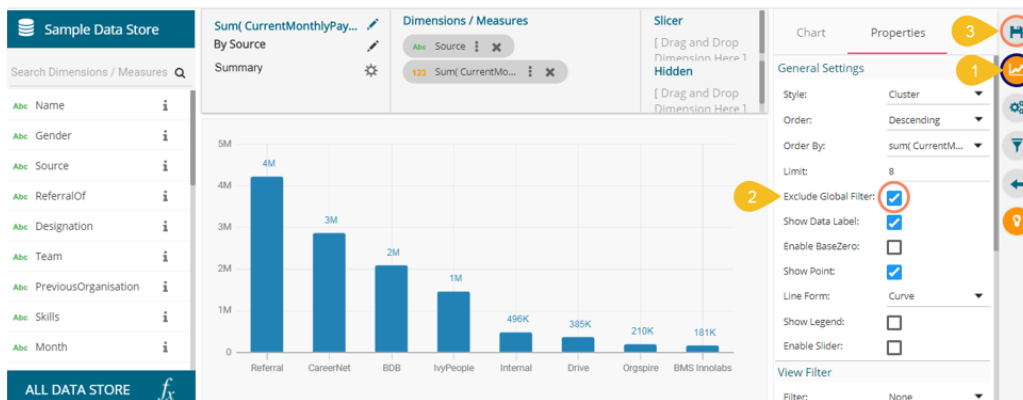 Sample Data Store
Search Dimensions / Measures
Abc Name i
Abc Gender i
Abc Source i
Abc ReferralOf i
Abc Designation i
Abc Team i
Abc PreviousOrganisation i
Abc Skills i
Abc Month i
ALL DATA STORE fx
Sum( CurrentMonthlyPay...
By Source
Summary
Dimensions / Measures
Abc Source
123 Sum( CurrentMo...
Slicer
[ Drag and Drop
Dimension Here ]
Hidden
[ Drag and Drop
Dimension Here ]
5M
4M
3M
2M
1M
0
4M
3M
2M
1M
496K
385K
210K
181K
Referral
CareerNet
BDB
IvyPeople
Internal
Drive
Orgspire
BMS Innolabs
Chart
Properties
3
General Settings
1
Style: Cluster
Order: Descending
Order By: sum( CurrentM...
Limit: 8
2
Exclude Global Filter:
Show Data Label:
Enable BaseZero:
Show Point:
Line Form: Curve
Show Legend:
Enable Slider:
View Filter
Filter: None